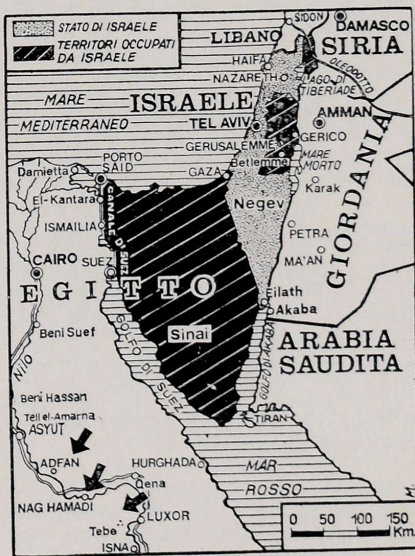 STATO DI ISRAELE
TERRITORI OCCUPATI
DA ISRAELE
SIDON
DAMASCO
LIBANO
SIRIA
HAIFA
OLEODOTTO
NAZARETH
LAGO DI
TIBERIADE
MARE
MEDITERRANEO
ISRAELE
TEL AVIV
AMMAN
GERICO
GERUSALEMME
Betlemme
MARE
MORTO
GIORDANIA
PORTO
SAID
Damietta
GAZA
Karak
El-Kantara
Negev
CANALE DI SUEZ
ISMAILIA
PETRA
CAIRO
SUEZ
MA'AN
EGITTO
Eilath
Akaba
Beni Suef
Sinai
ARABIA
SAUDITA
NILO
GOLFO DI SUEZ
GOLFO DI AKABA
Beni Hassan
Tell el-Amarna
ASYUT
TIRAN
ADFAN
HURGHADA
MAR
ROSSO
Qena
NAG HAMADI
LUXOR
Tebe
ISNA
0 50 100 150
Km.